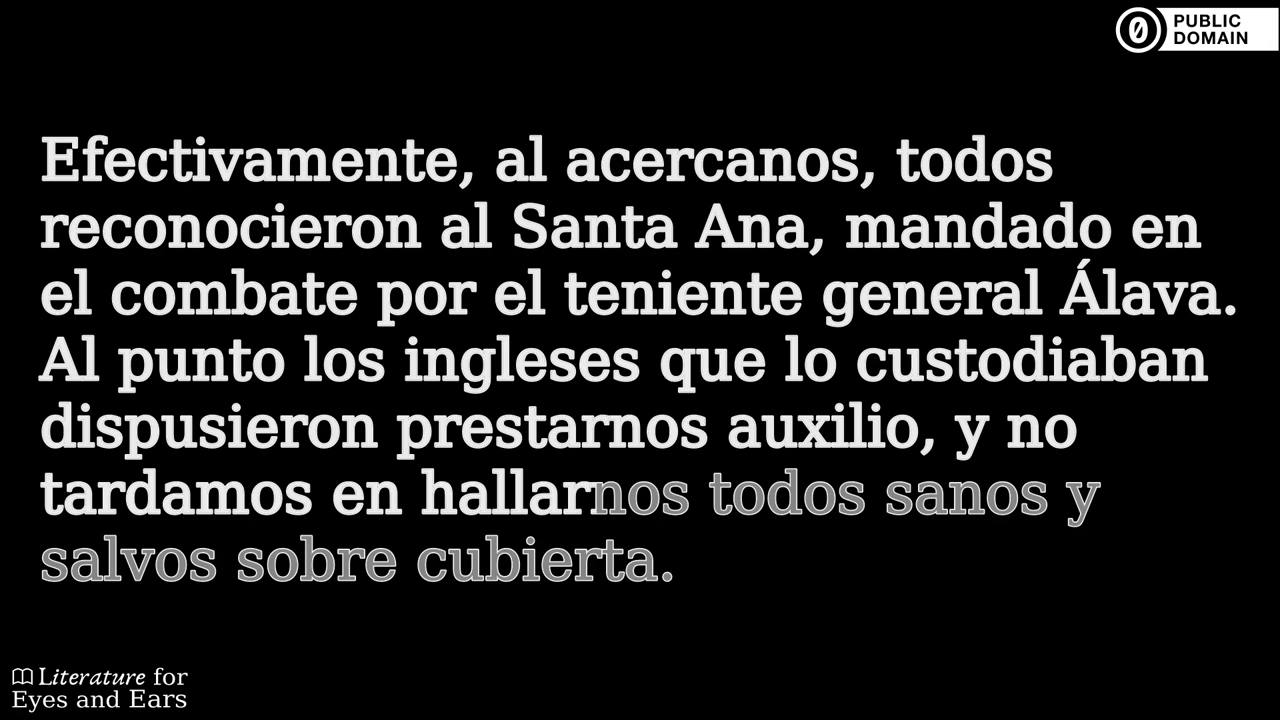 PUBLIC
DOMAIN
Efectivamente, al acercanos, todos
reconocieron al Santa Ana, mandado en
el combate por el teniente general Álava.
Al punto los ingleses que lo custodiaban
dispusieron prestarnos auxilio, y no
tardamos en hallarnos todos sanos y
salvos sobre cubierta.
Literature for
Eyes and Ears